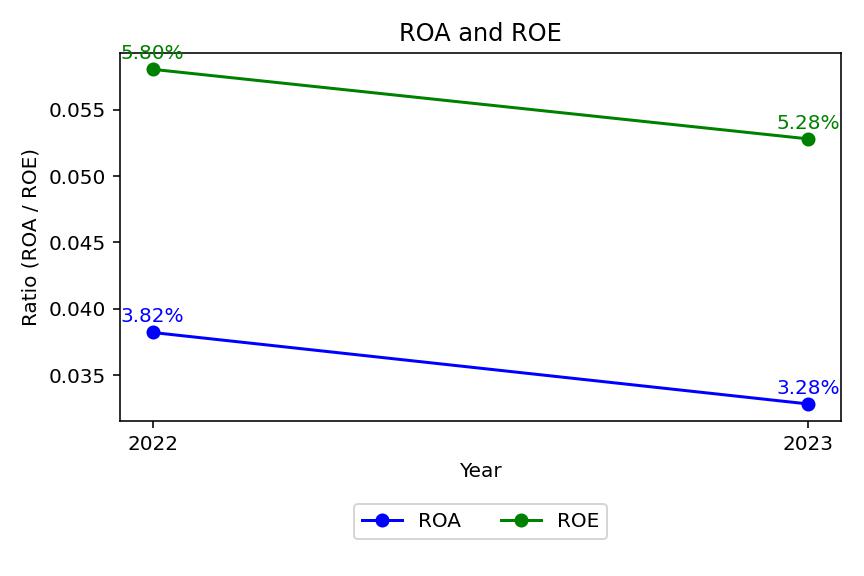 ROA and ROE
5.80%
5.28%
3.82%
3.28%
Ratio (ROA / ROE)
0.055
0.050
0.045
0.040
0.035
2022 2023
Year
ROA ROE